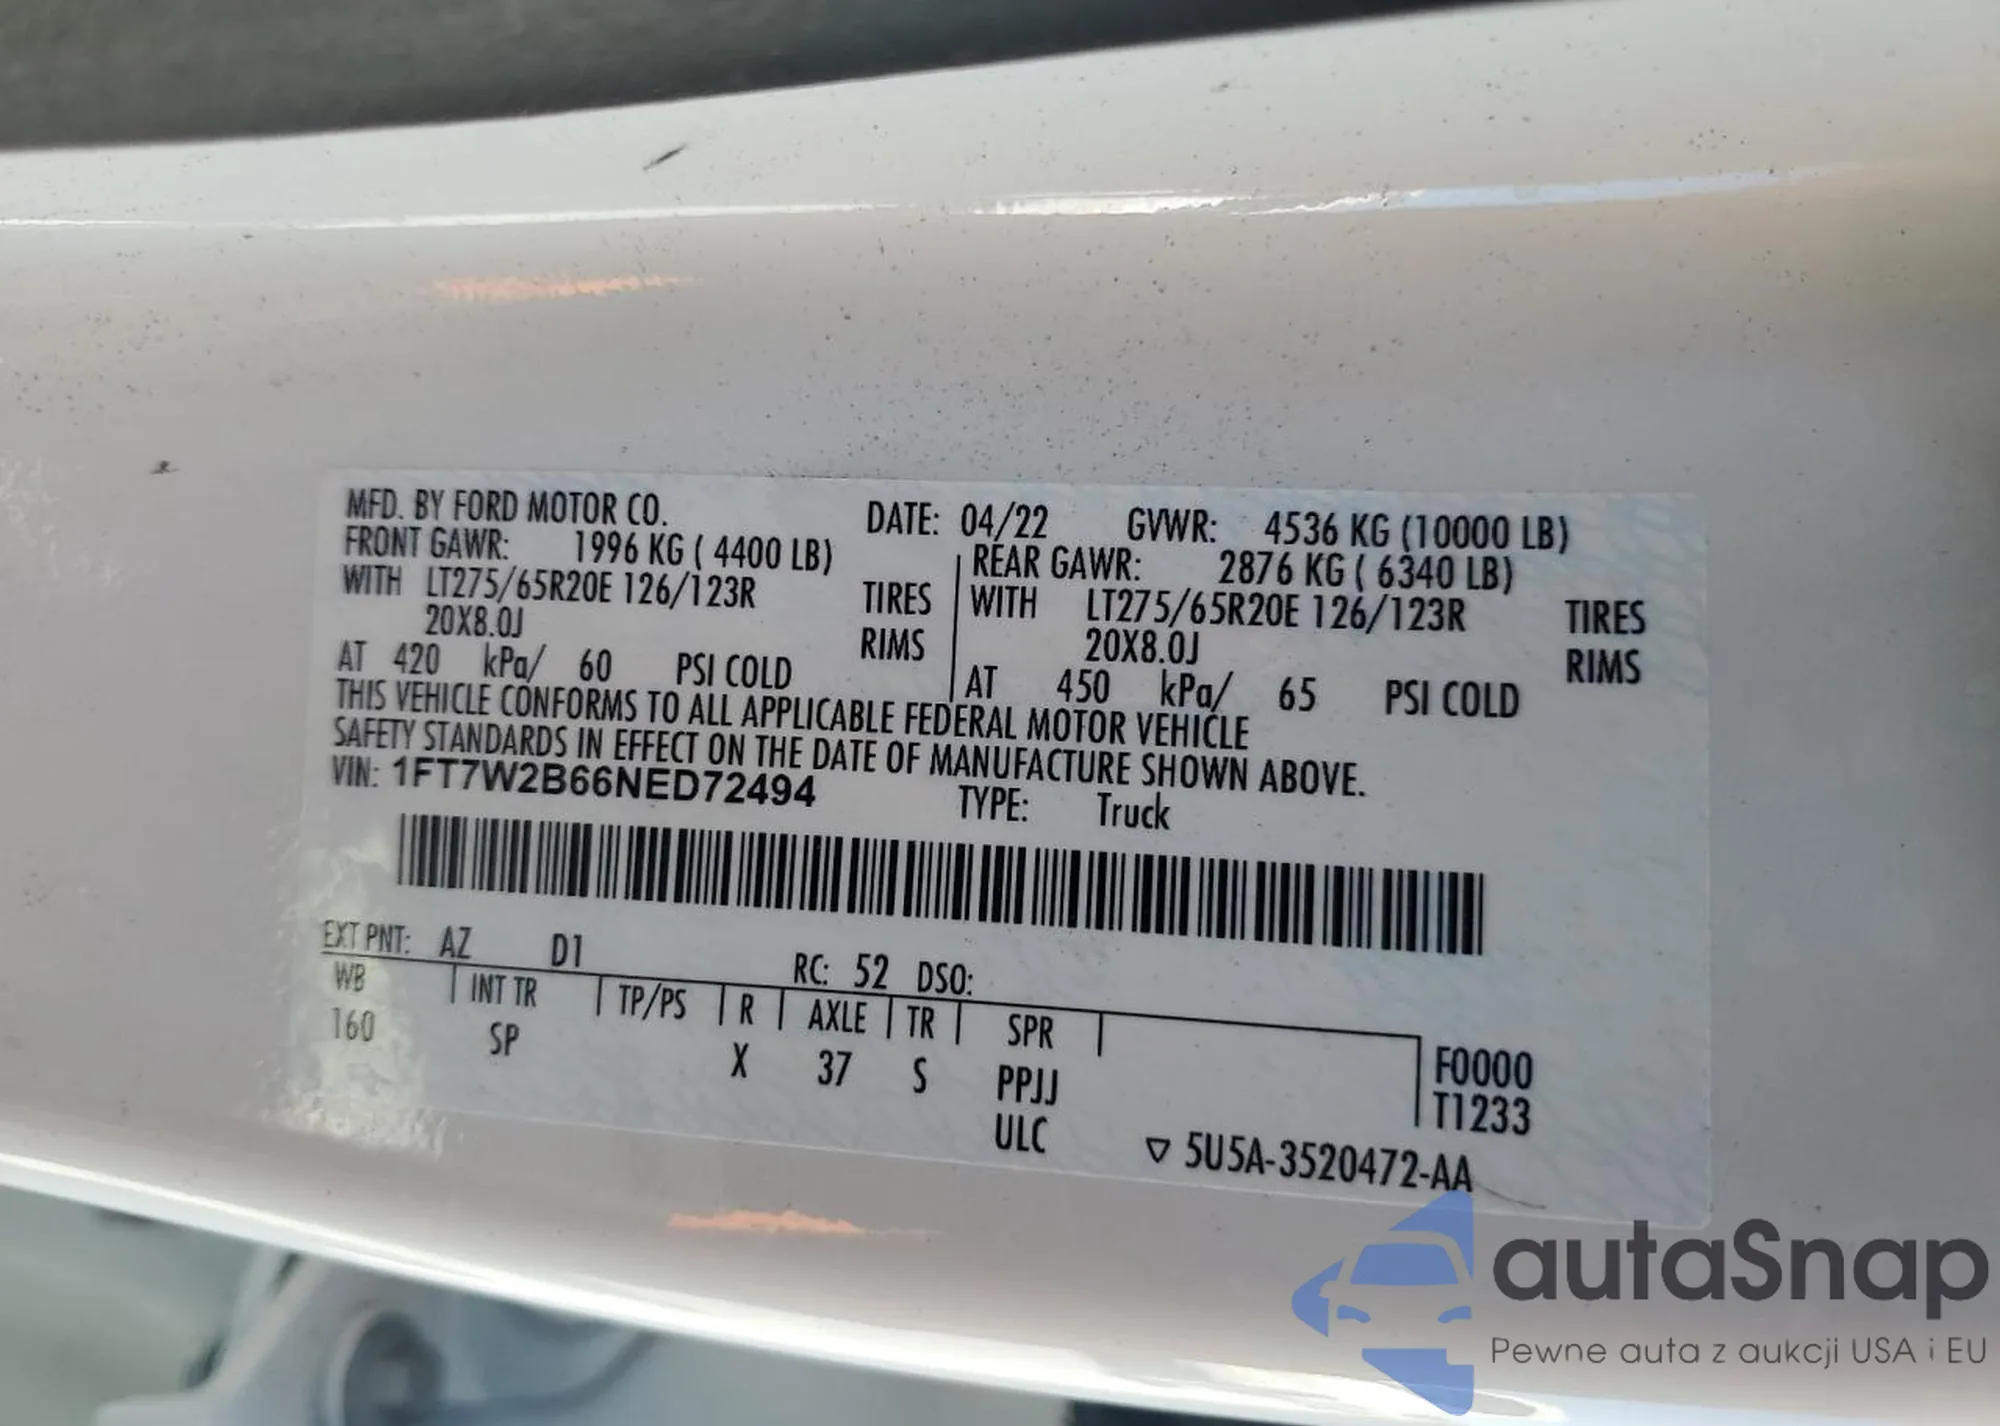 MFD. BY FORD MOTOR CO. DATE: 04/22 GVWR: 4536 KG (10000 LB)
FRONT GAWR: 1996 KG ( 4400 LB) REAR GAWR: 2876 KG ( 6340 LB)
WITH LT275/65R20E 126/123R TIRES WITH LT275/65R20E 126/123R TIRES
20X8.0J RIMS 20X8.0J RIMS
AT 420 kPa/ 60 PSI COLD AT 450 kPa/ 65 PSI COLD
THIS VEHICLE CONFORMS TO ALL APPLICABLE FEDERAL MOTOR VEHICLE
SAFETY STANDARDS IN EFFECT ON THE DATE OF MANUFACTURE SHOWN ABOVE.
VIN: 1FT7W2B66NED72494 TYPE: Truck
EXT PNT: AZ D1 RC: 52 DSO:
WB INT TR TP/PS R AXLE TR SPR
160 SP X 37 S PPJJ F0000
ULC T1233
▽ 5U5A-3520472-AA
autaSnap
Pewne auta z aukcji USA i EU